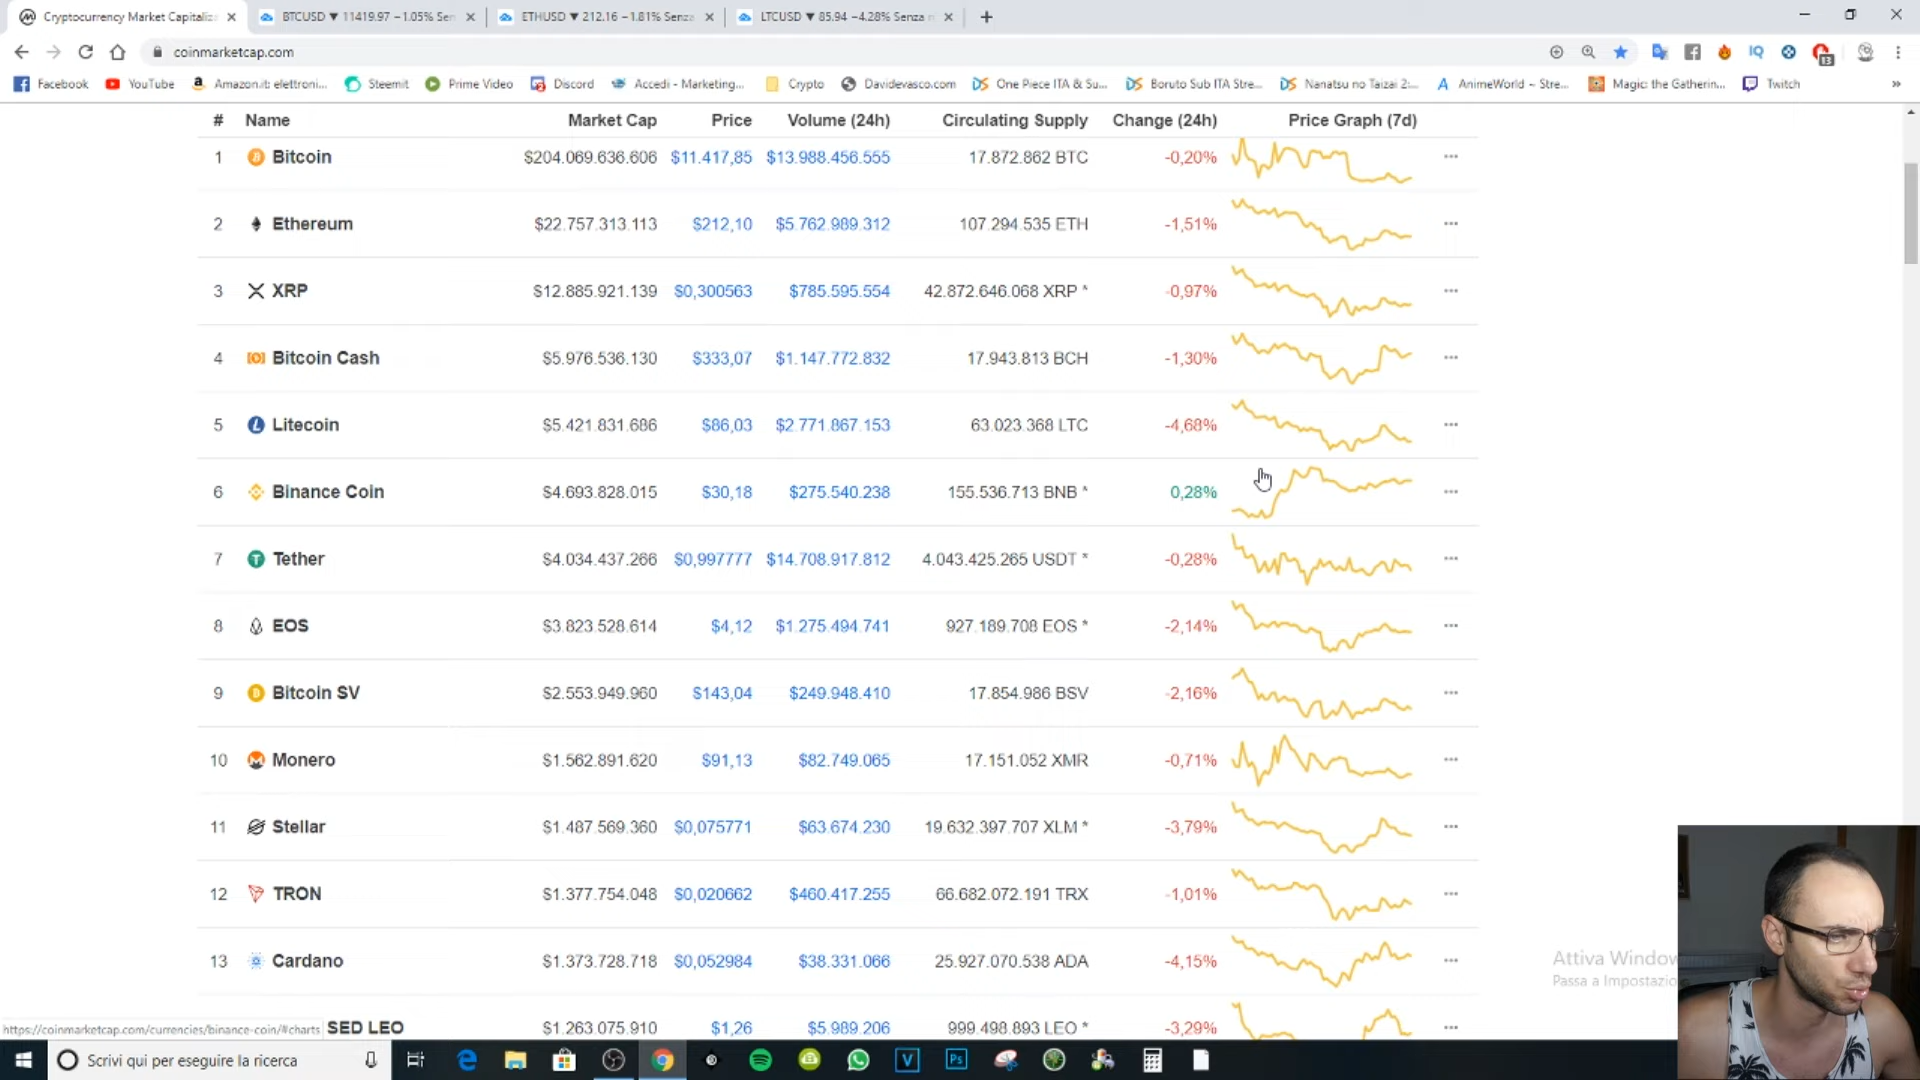 Cryptocurrency Market Capitaliz
BTCUSD ▼ 11419.97 −1.05% Sen
ETHUSD ▼ 212.16 −1.81% Senza
LTCUSD ▼ 85.94 −4.28% Senza
coinmarketcap.com
13
Facebook YouTube Amazon.it: elettroni... Steemit Prime Video Discord Accedi - Marketing... Crypto Davidevasco.com One Piece ITA & Su... Boruto Sub ITA Stre... Nanatsu no Taizai 2:... AnimeWorld ~ Stre... Magic: the Gatherin... Twitch »
# Name Market Cap Price Volume (24h) Circulating Supply Change (24h) Price Graph (7d)
1 Bitcoin $204.069.636.606 $11.417,85 $13.988.456.555 17.872.862 BTC -0,20%
2 Ethereum $22.757.313.113 $212,10 $5.762.989.312 107.294.535 ETH -1,51%
3 XRP $12.885.921.139 $0,300563 $785.595.554 42.872.646.068 XRP * -0,97%
4 Bitcoin Cash $5.976.536.130 $333,07 $1.147.772.832 17.943.813 BCH -1,30%
5 Litecoin $5.421.831.686 $86,03 $2.771.867.153 63.023.368 LTC -4,68%
6 Binance Coin $4.693.828.015 $30,18 $275.540.238 155.536.713 BNB * 0,28%
7 Tether $4.034.437.266 $0,997777 $14.708.917.812 4.043.425.265 USDT * -0,28%
8 EOS $3.823.528.614 $4,12 $1.275.494.741 927.189.708 EOS * -2,14%
9 Bitcoin SV $2.553.949.960 $143,04 $249.948.410 17.854.986 BSV -2,16%
10 Monero $1.562.891.620 $91,13 $82.749.065 17.151.052 XMR -0,71%
11 Stellar $1.487.569.360 $0,075771 $63.674.230 19.632.397.707 XLM * -3,79%
12 TRON $1.377.754.048 $0,020662 $460.417.255 66.682.072.191 TRX -1,01%
13 Cardano $1.373.728.718 $0,052984 $38.331.066 25.927.070.538 ADA -4,15%
Attiva Window
Passa a Impostazio
https://coinmarketcap.com/currencies/binance-coin/#charts SED LEO $1.263.075.910 $1,26 $5.989.206 999.498.893 LEO * -3,29%
Scrivi qui per eseguire la ricerca